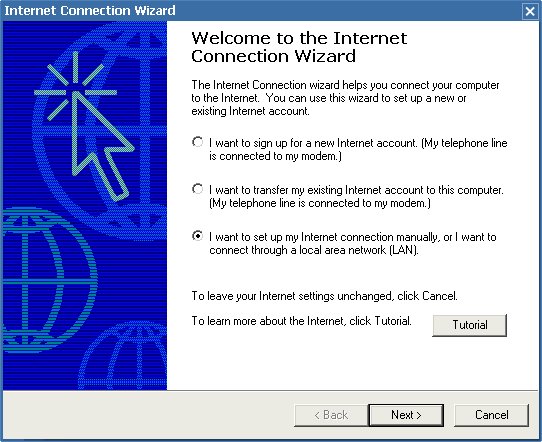 Internet Connection Wizard
Welcome to the Internet
Connection Wizard
The Internet Connection wizard helps you connect your computer
to the Internet.  You can use this wizard to set up a new or
existing Internet account.
I want to sign up for a new Internet account. (My telephone line
is connected to my modem.)
I want to transfer my existing Internet account to this computer.
(My telephone line is connected to my modem.)
I want to set up my Internet connection manually, or I want to
connect through a local area network (LAN).
To leave your Internet settings unchanged, click Cancel.
To learn more about the Internet, click Tutorial.
Tutorial
< Back
Next >
Cancel